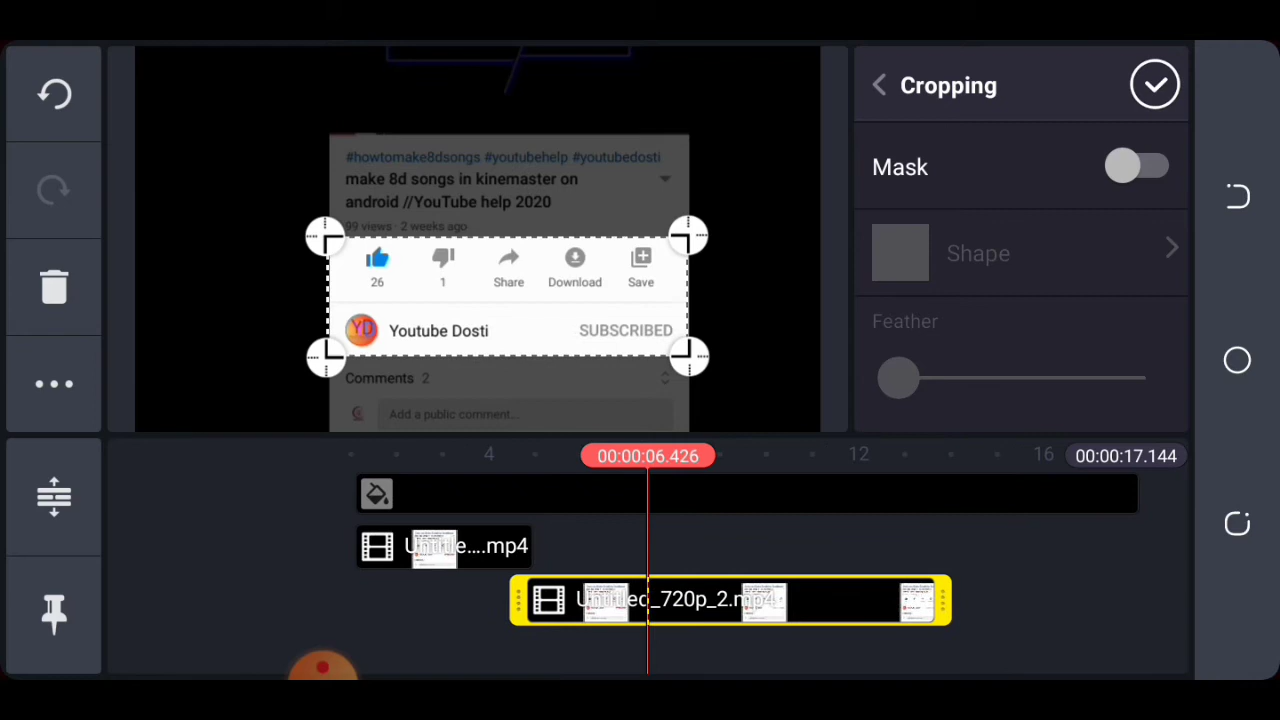 Cropping
Mask
Shape
Feather
#howtomake8dsongs #youtubehelp #youtubedosti
make 8d songs in kinemaster on
android //YouTube help 2020
99 views · 2 weeks ago
26
1
Share
Download
Save
YD
Youtube Dosti
SUBSCRIBED
Comments 2
Add a public comment...
4
00:00:06.426
12
16
00:00:17.144
Untitle....mp4
Untitled_720p_2.mp4